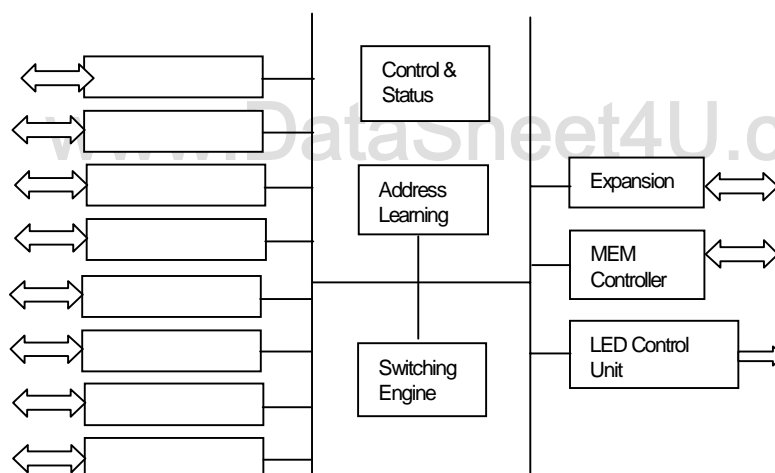 Control &
Status
www.DataSheet4U.c
Address
Learning
Expansion
MEM
Controller
Switching
Engine
LED Control
Unit